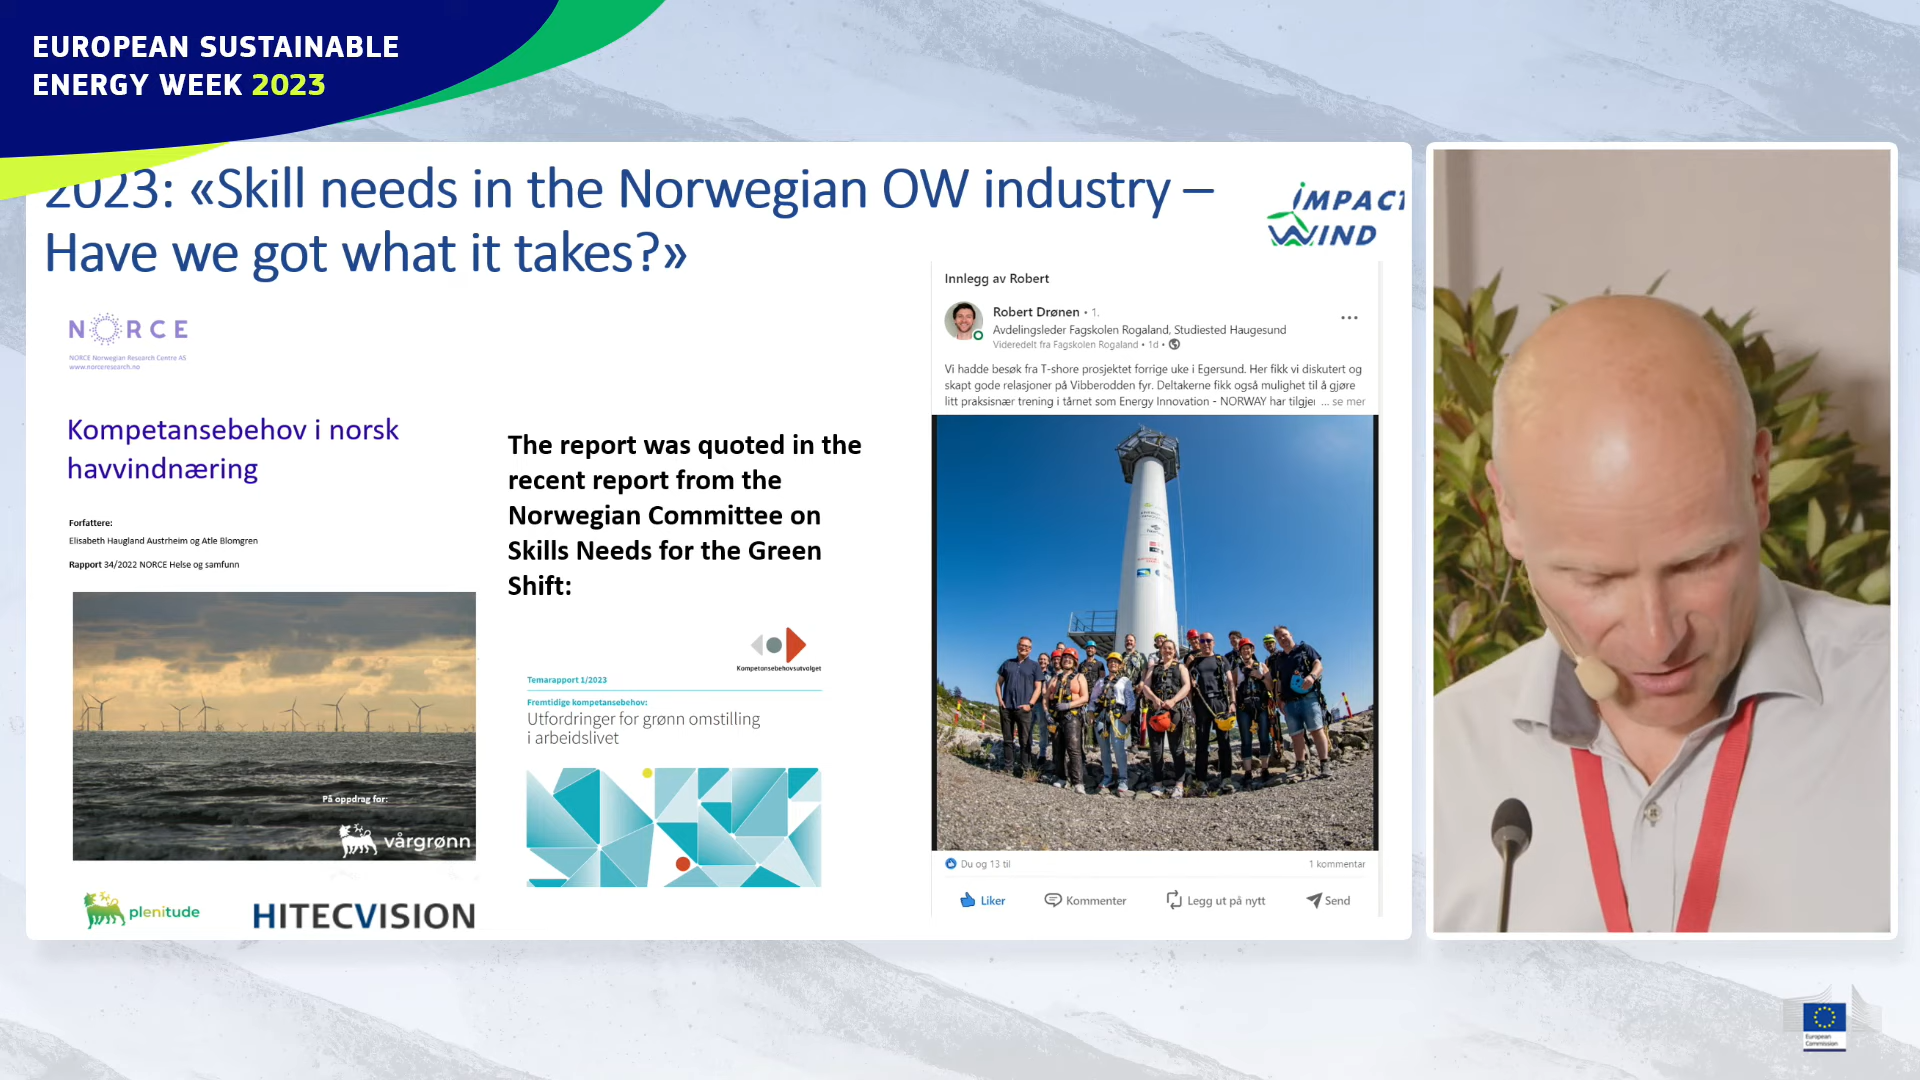 EUROPEAN SUSTAINABLE
ENERGY WEEK 2023
2023: «Skill needs in the Norwegian OW industry –
Have we got what it takes?»
IMPACT
WIND
NORCE
NORCE Norwegian Research Centre AS
www.norceresearch.no
Kompetansebehov i norsk
havvindnæring
Forfattere:
Elisabeth Haugland Austrheim og Atle Blomgren
Rapport 34/2022 NORCE Helse og samfunn
På oppdrag for:
vårgrønn
plenitude
HITECVISION
The report was quoted in the
recent report from the
Norwegian Committee on
Skills Needs for the Green
Shift:
Kompetansebehovsutvalget
Temarapport 1/2023
Fremtidige kompetansebehov:
Utfordringer for grønn omstilling
i arbeidslivet
Innlegg av Robert
Robert Drønen • 1.
Avdelingsleder Fagskolen Rogaland, Studiested Haugesund
Videredelt fra Fagskolen Rogaland • 1d •
Vi hadde besøk fra T-shore prosjektet forrige uke i Egersund. Her fikk vi diskutert og
skapt gode relasjoner på Vibberodden fyr. Deltakerne fikk også mulighet til å gjøre
litt praksisnær trening i tårnet som Energy Innovation - NORWAY har tilgjer ... se mer
Du og 13 til
1 kommentar
Liker
Kommenter
Legg ut på nytt
Send
European
Commission